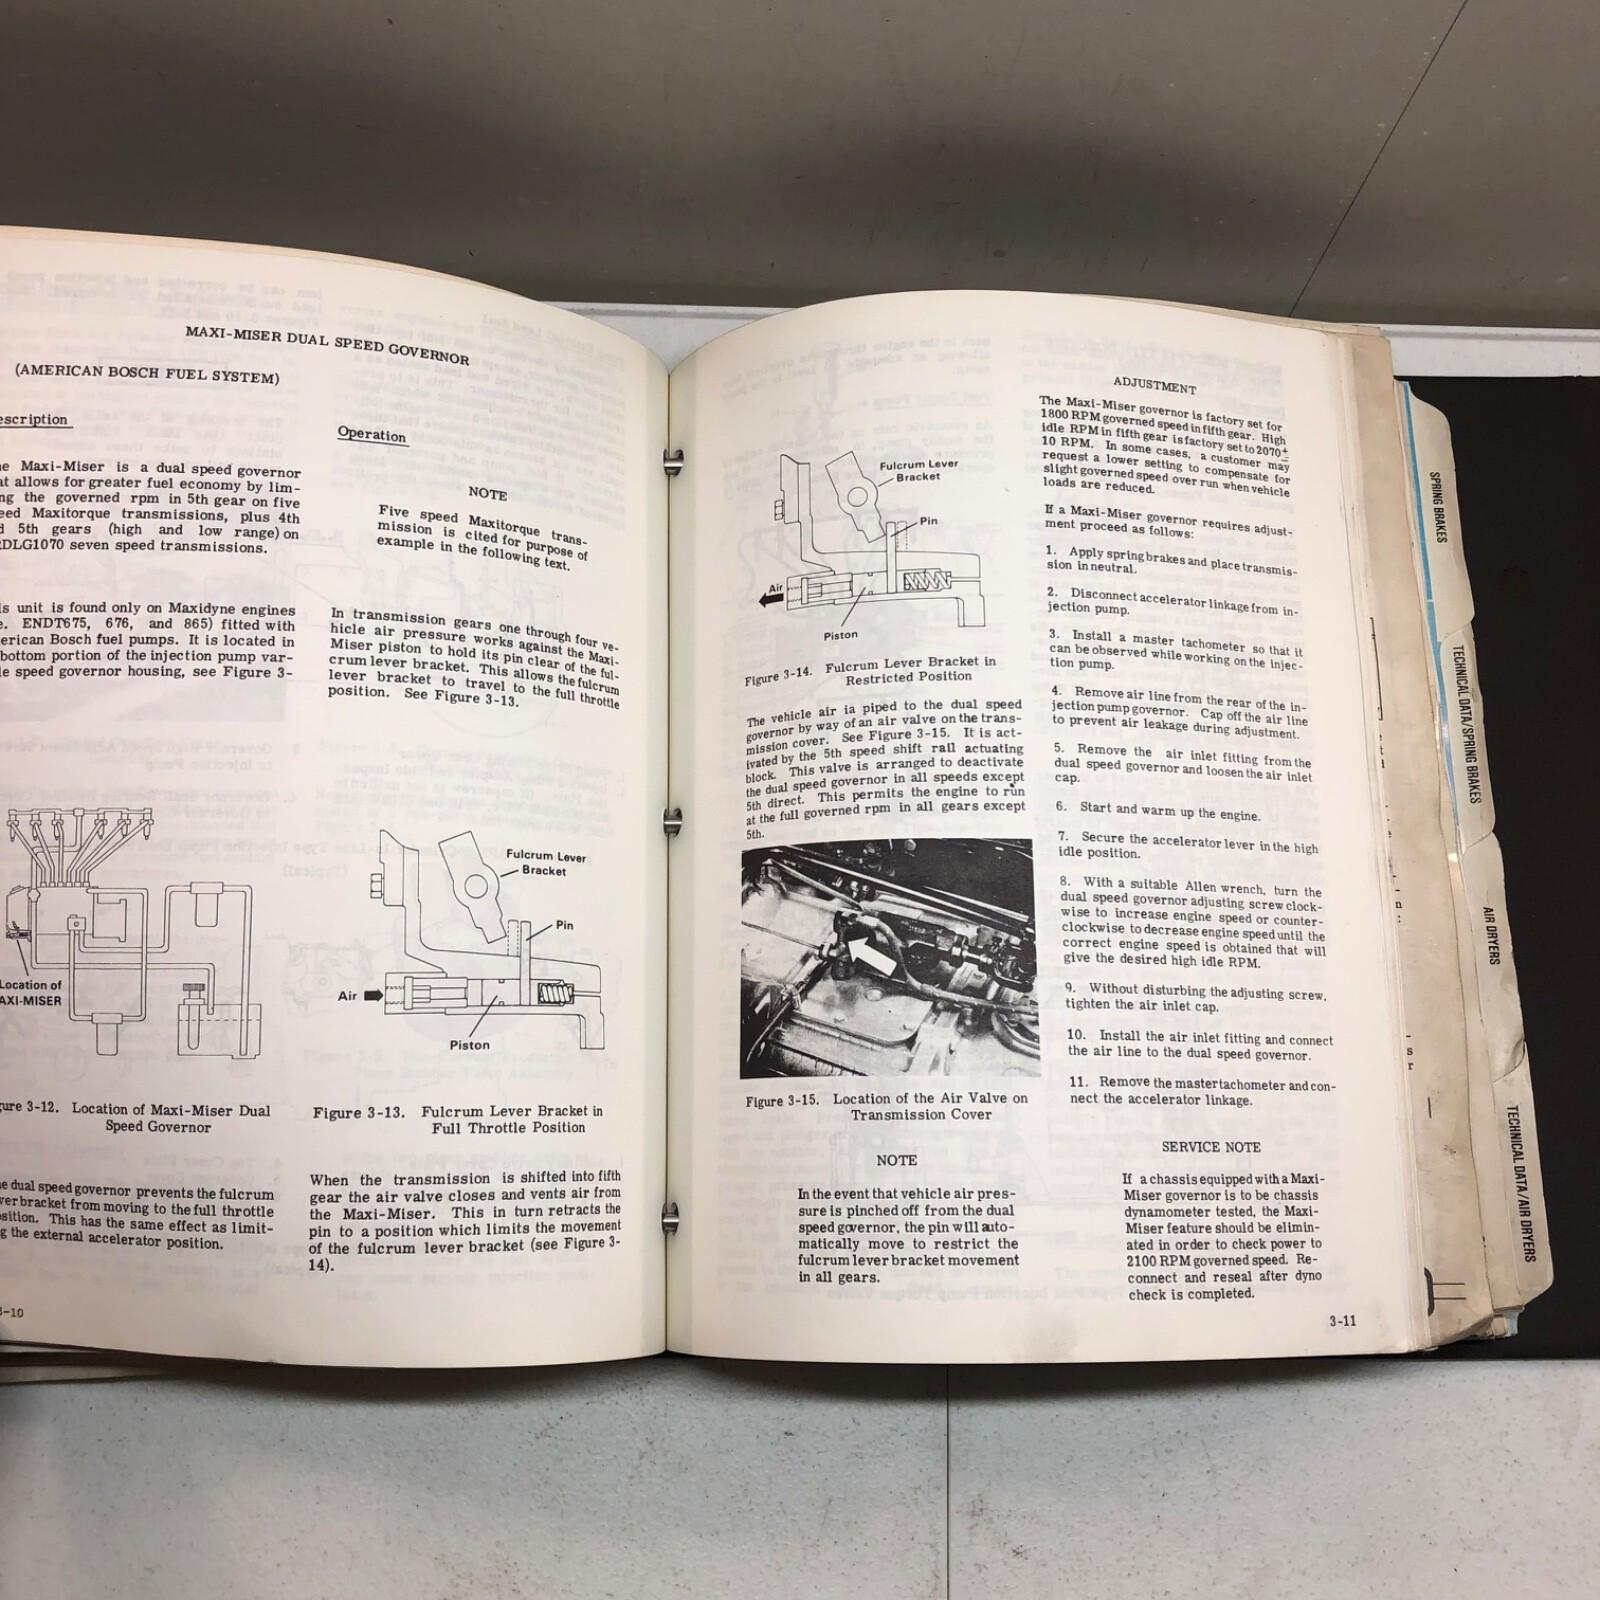 MAXI-MISER DUAL SPEED GOVERNOR
(AMERICAN BOSCH FUEL SYSTEM)
escription
e Maxi-Miser is a dual speed governor
at allows for greater fuel economy by lim-
ng the governed rpm in 5th gear on five
eed Maxitorque transmissions, plus 4th
d 5th gears (high and low range) on
DLG1070 seven speed transmissions.
is unit is found only on Maxidyne engines
e. ENDT675, 676, and 865) fitted with
erican Bosch fuel pumps. It is located in
bottom portion of the injection pump var-
le speed governor housing, see Figure 3-
Location of
AXI-MISER
ure 3-12. Location of Maxi-Miser Dual
Speed Governor
e dual speed governor prevents the fulcrum
ver bracket from moving to the full throttle
sition. This has the same effect as limit-
g the external accelerator position.
3-10
Operation
NOTE
Five speed Maxitorque trans-
mission is cited for purpose of
example in the following text.
In transmission gears one through four ve-
hicle air pressure works against the Maxi-
Miser piston to hold its pin clear of the ful-
crum lever bracket. This allows the fulcrum
lever bracket to travel to the full throttle
position. See Figure 3-13.
Fulcrum Lever
Bracket
Pin
Air
Piston
Figure 3-13. Fulcrum Lever Bracket in
Full Throttle Position
When the transmission is shifted into fifth
gear the air valve closes and vents air from
the Maxi-Miser. This in turn retracts the
pin to a position which limits the movement
of the fulcrum lever bracket (see Figure 3-
14).
Fulcrum Lever
Bracket
Pin
Air
Piston
Figure 3-14. Fulcrum Lever Bracket in
Restricted Position
The vehicle air ia piped to the dual speed
governor by way of an air valve on the trans-
mission cover. See Figure 3-15. It is act-
ivated by the 5th speed shift rail actuating
block. This valve is arranged to deactivate
the dual speed governor in all speeds except
5th direct. This permits the engine to run
at the full governed rpm in all gears except
5th.
Figure 3-15. Location of the Air Valve on
Transmission Cover
NOTE
In the event that vehicle air pres-
sure is pinched off from the dual
speed governor, the pin will auto-
matically move to restrict the
fulcrum lever bracket movement
in all gears.
ADJUSTMENT
The Maxi-Miser governor is factory set for
1800 RPM governed speed in fifth gear. High
idle RPM in fifth gear is factory set to 2070±
10 RPM. In some cases, a customer may
request a lower setting to compensate for
slight governed speed over run when vehicle
loads are reduced.
If a Maxi-Miser governor requires adjust-
ment proceed as follows:
1. Apply spring brakes and place transmis-
sion in neutral.
2. Disconnect accelerator linkage from in-
jection pump.
3. Install a master tachometer so that it
can be observed while working on the injec-
tion pump.
4. Remove air line from the rear of the in-
jection pump governor. Cap off the air line
to prevent air leakage during adjustment.
5. Remove the air inlet fitting from the
dual speed governor and loosen the air inlet
cap.
6. Start and warm up the engine.
7. Secure the accelerator lever in the high
idle position.
8. With a suitable Allen wrench, turn the
dual speed governor adjusting screw clock-
wise to increase engine speed or counter-
clockwise to decrease engine speed until the
correct engine speed is obtained that will
give the desired high idle RPM.
9. Without disturbing the adjusting screw,
tighten the air inlet cap.
10. Install the air inlet fitting and connect
the air line to the dual speed governor.
11. Remove the master tachometer and con-
nect the accelerator linkage.
SERVICE NOTE
If a chassis equipped with a Maxi-
Miser governor is to be chassis
dynamometer tested, the Maxi-
Miser feature should be elimin-
ated in order to check power to
2100 RPM governed speed. Re-
connect and reseal after dyno
check is completed.
3-11
SPRING BRAKES
TECHNICAL DATA/SPRING BRAKES
AIR DRYERS
TECHNICAL DATA/AIR DRYERS